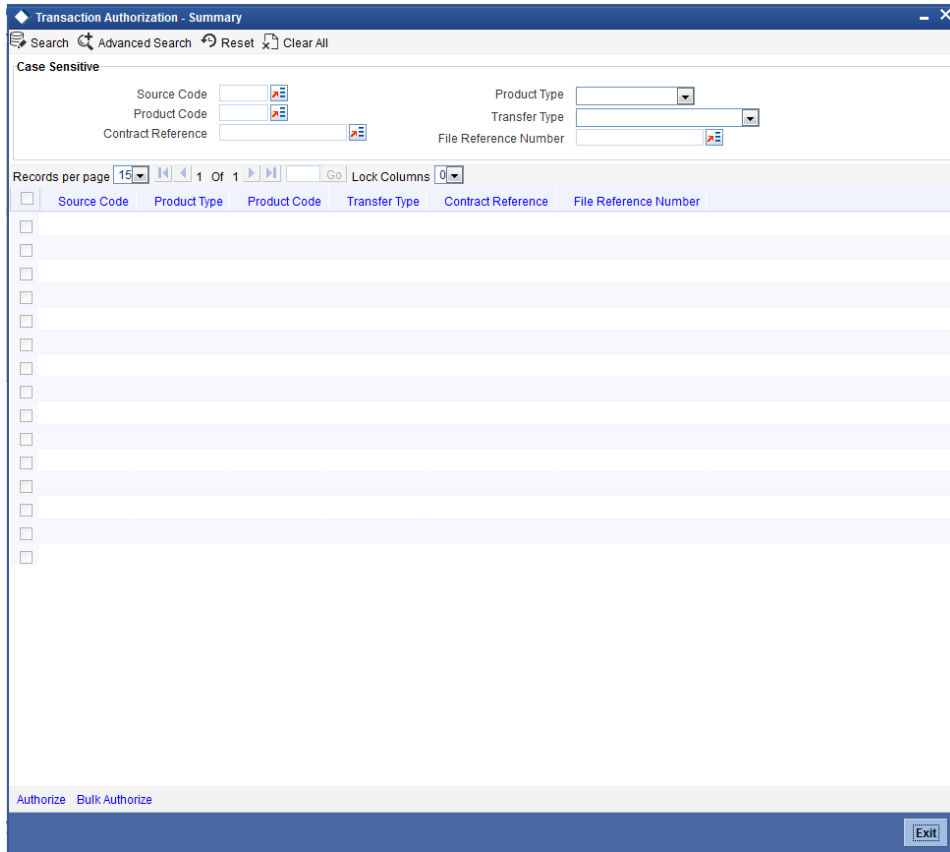 Transaction Authorization - Summary
Search Advanced Search Reset Clear All
Case Sensitive
Source Code Product Type
Product Code Transfer Type
Contract Reference File Reference Number
Records per page 15 1 Of 1 Go Lock Columns 0
Source Code Product Type Product Code Transfer Type Contract Reference File Reference Number
Authorize Bulk Authorize
Exit